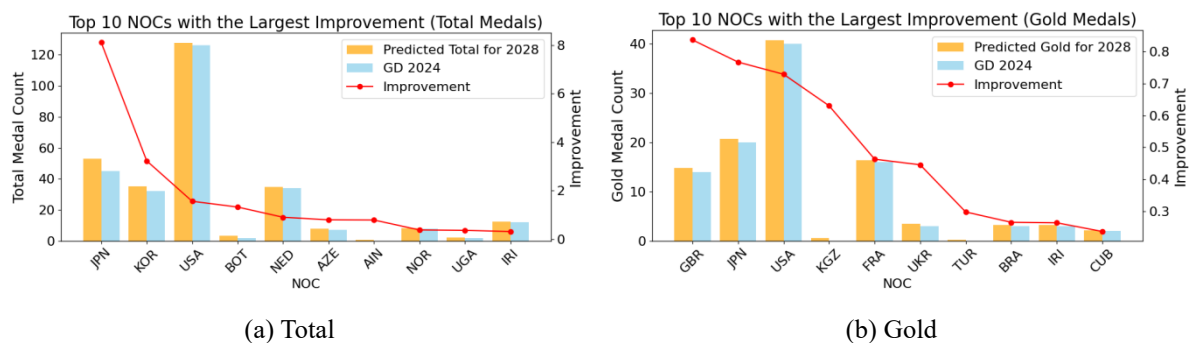 Top 10 NOCs with the Largest Improvement (Total Medals)
Total Medal Count
120
100
80
60
40
20
0
Predicted Total for 2028
GD 2024
Improvement
8
6
4
2
0
Improvement
JPN KOR USA BOT NED AZE AIN NOR UGA IRI
NOC
(a) Total
Top 10 NOCs with the Largest Improvement (Gold Medals)
Gold Medal Count
40
30
20
10
0
Predicted Gold for 2028
GD 2024
Improvement
0.8
0.7
0.6
0.5
0.4
0.3
Improvement
GBR JPN USA KGZ FRA UKR TUR BRA IRI CUB
NOC
(b) Gold